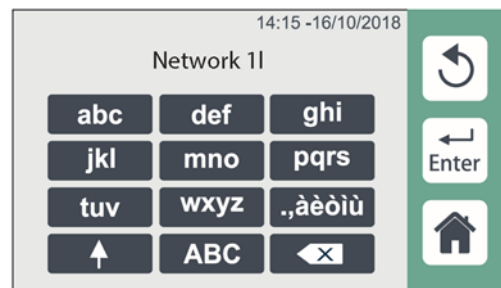 14:15 -16/10/2018
Network 1l
abc def ghi
jkl mno pqrs
Enter
tuv wxyz .,àèòìù
ABC